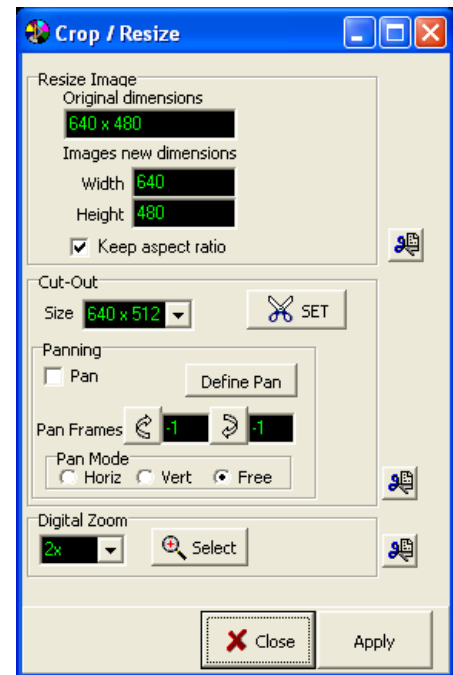 Crop / Resize
Resize Image
Original dimensions
640 x 480
Images new dimensions
Width 640
Height 480
Keep aspect ratio
Cut-Out
Size 640 x 512 SET
Panning
Pan Define Pan
Pan Frames -1 -1
Pan Mode
Horiz Vert Free
Digital Zoom
2x Select
Close Apply